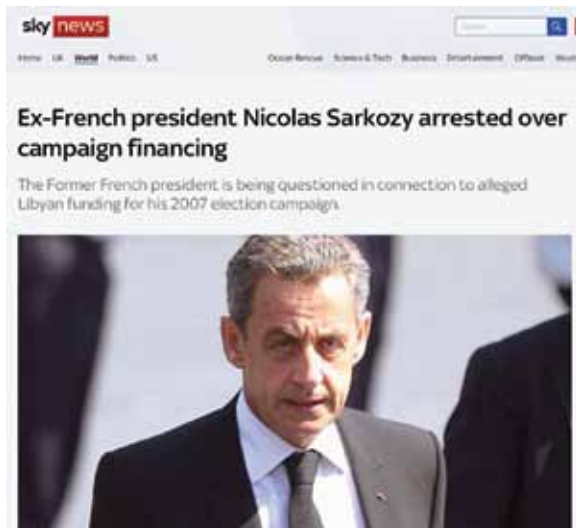 sky news
Home UK World Politics US Ocean Rescue Science & Tech Business Entertainment Offbeat
Ex-French president Nicolas Sarkozy arrested over
campaign financing
The Former French president is being questioned in connection to alleged
Libyan funding for his 2007 election campaign.